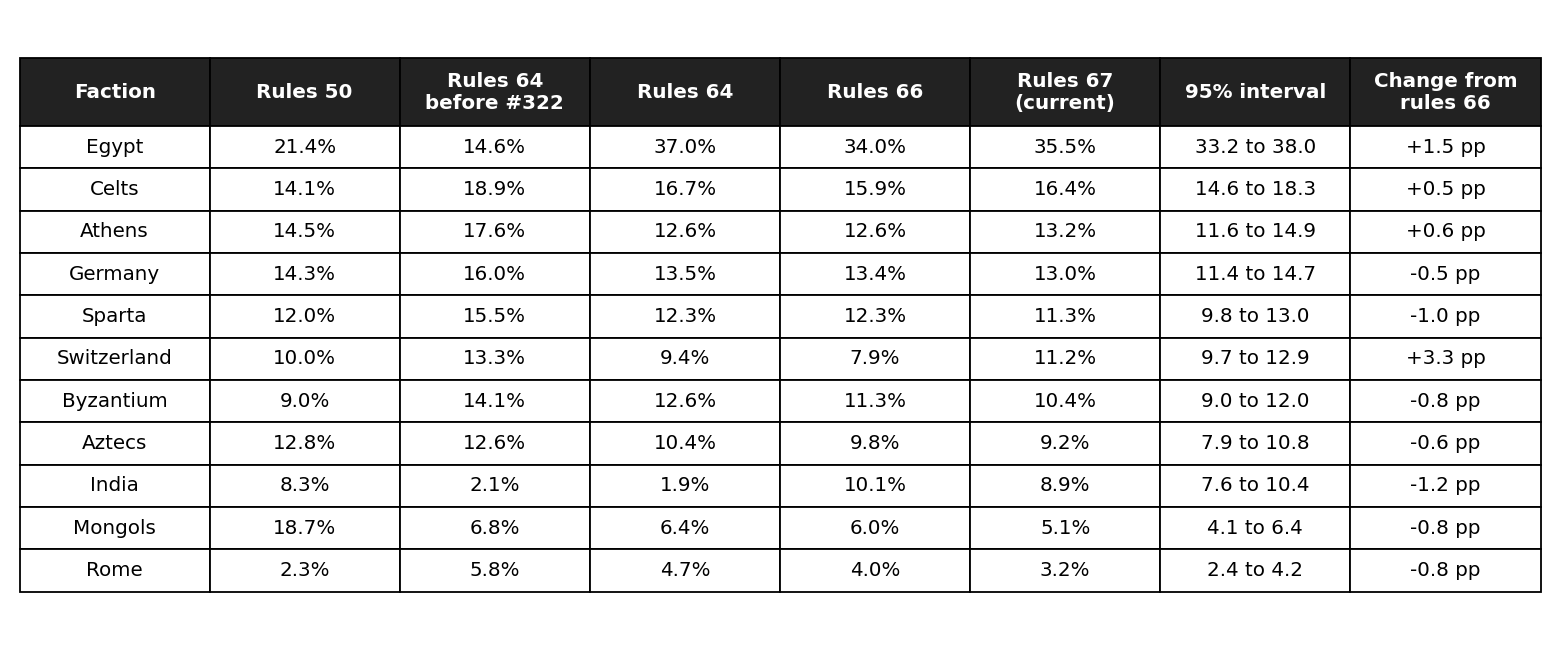 Faction Rules 50 Rules 64 before #322 Rules 64 Rules 66 Rules 67 (current) 95% interval Change from rules 66
Egypt 21.4% 14.6% 37.0% 34.0% 35.5% 33.2 to 38.0 +1.5 pp
Celts 14.1% 18.9% 16.7% 15.9% 16.4% 14.6 to 18.3 +0.5 pp
Athens 14.5% 17.6% 12.6% 12.6% 13.2% 11.6 to 14.9 +0.6 pp
Germany 14.3% 16.0% 13.5% 13.4% 13.0% 11.4 to 14.7 -0.5 pp
Sparta 12.0% 15.5% 12.3% 12.3% 11.3% 9.8 to 13.0 -1.0 pp
Switzerland 10.0% 13.3% 9.4% 7.9% 11.2% 9.7 to 12.9 +3.3 pp
Byzantium 9.0% 14.1% 12.6% 11.3% 10.4% 9.0 to 12.0 -0.8 pp
Aztecs 12.8% 12.6% 10.4% 9.8% 9.2% 7.9 to 10.8 -0.6 pp
India 8.3% 2.1% 1.9% 10.1% 8.9% 7.6 to 10.4 -1.2 pp
Mongols 18.7% 6.8% 6.4% 6.0% 5.1% 4.1 to 6.4 -0.8 pp
Rome 2.3% 5.8% 4.7% 4.0% 3.2% 2.4 to 4.2 -0.8 pp